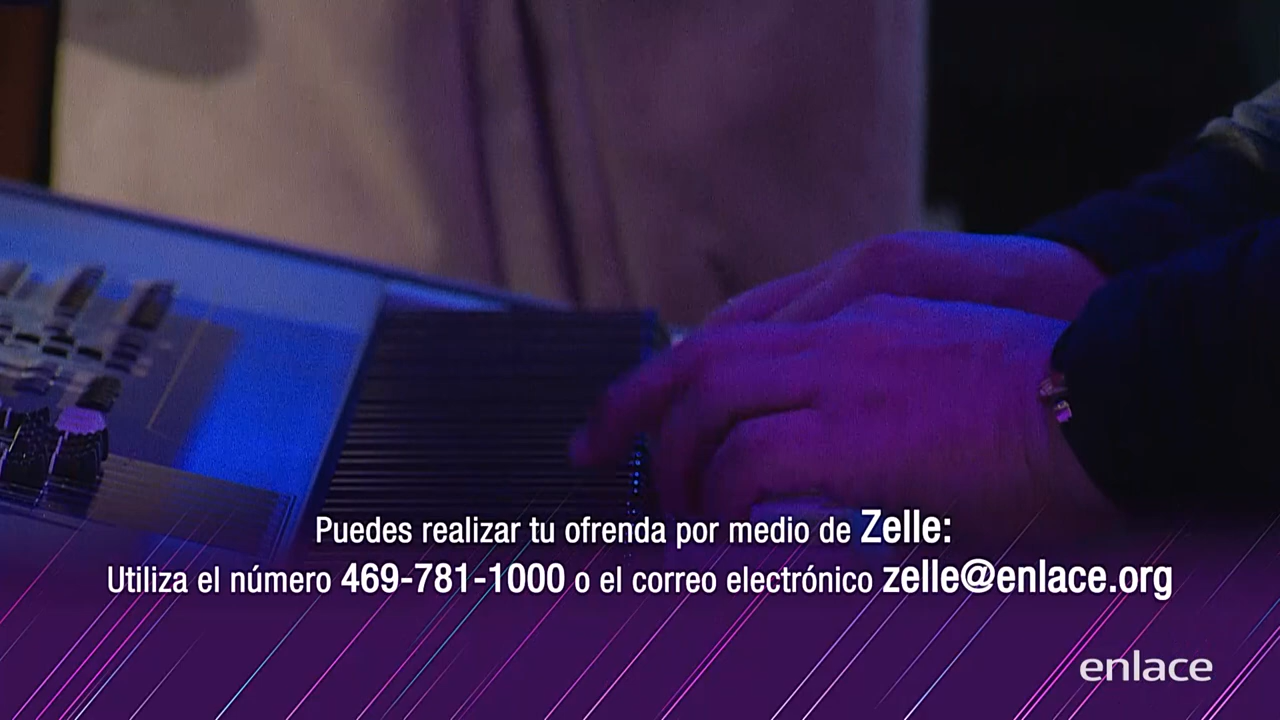 Puedes realizar tu ofrenda por medio de Zelle:
Utiliza el número 469-781-1000 o el correo electrónico zelle@enlace.org
enlace